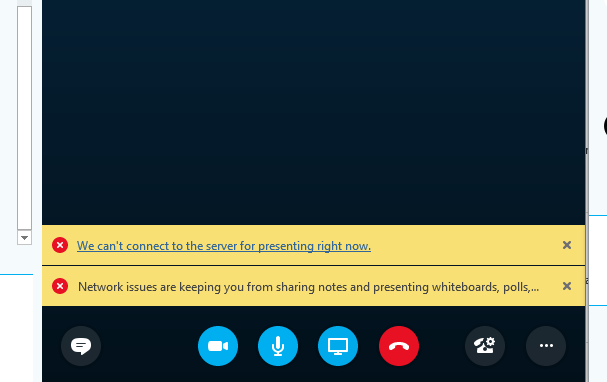 We can't connect to the server for presenting right now.
Network issues are keeping you from sharing notes and presenting whiteboards, polls,...